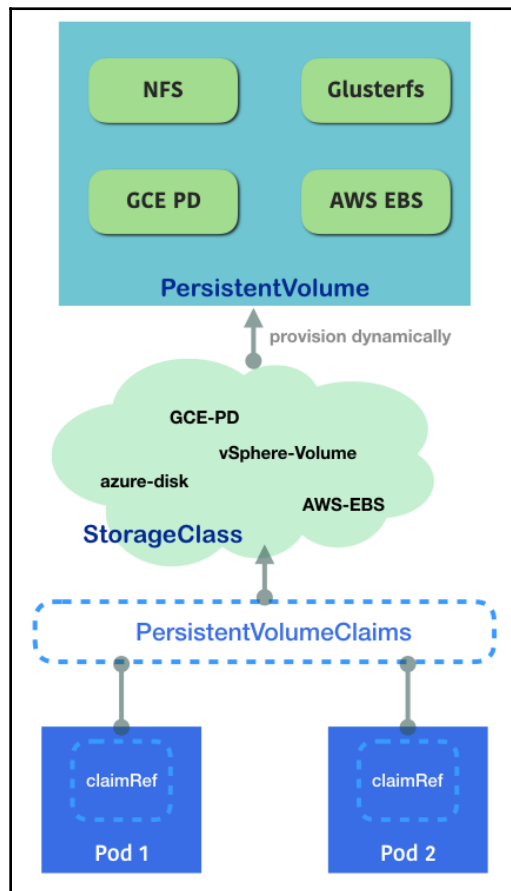 NFS
Glusterfs
GCE PD
AWS EBS
PersistentVolume
provision dynamically
GCE-PD
vSphere-Volume
azure-disk
AWS-EBS
StorageClass
PersistentVolumeClaims
claimRef
claimRef
Pod 1
Pod 2